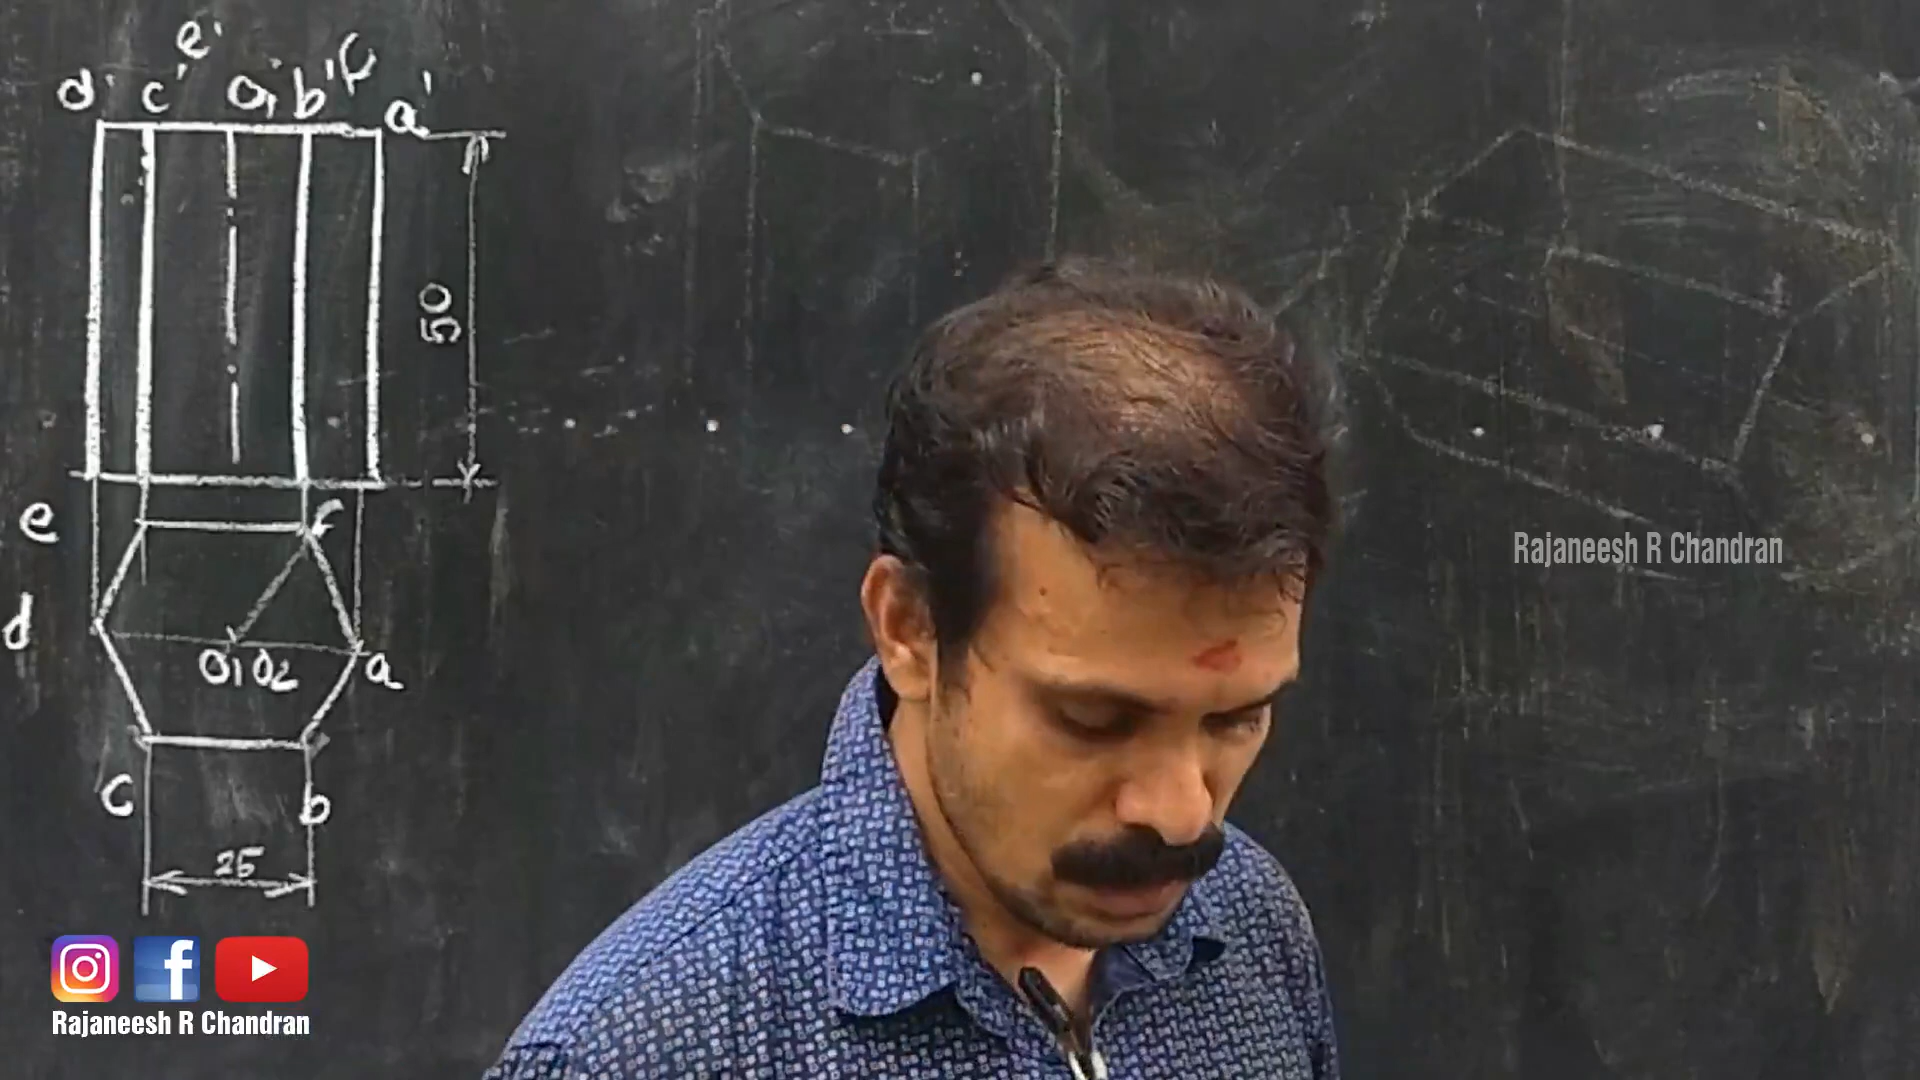 e'
d' c' o₁' b' f' a'
50
e f
d
o₁ o₂ a
c b
25
Rajaneesh R Chandran
Rajaneesh R Chandran